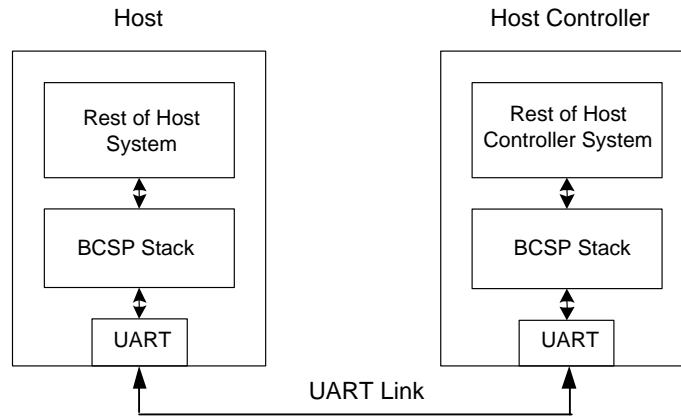 Host
Host Controller
Rest of Host
System
Rest of Host
Controller System
BCSP Stack
BCSP Stack
UART
UART
UART Link